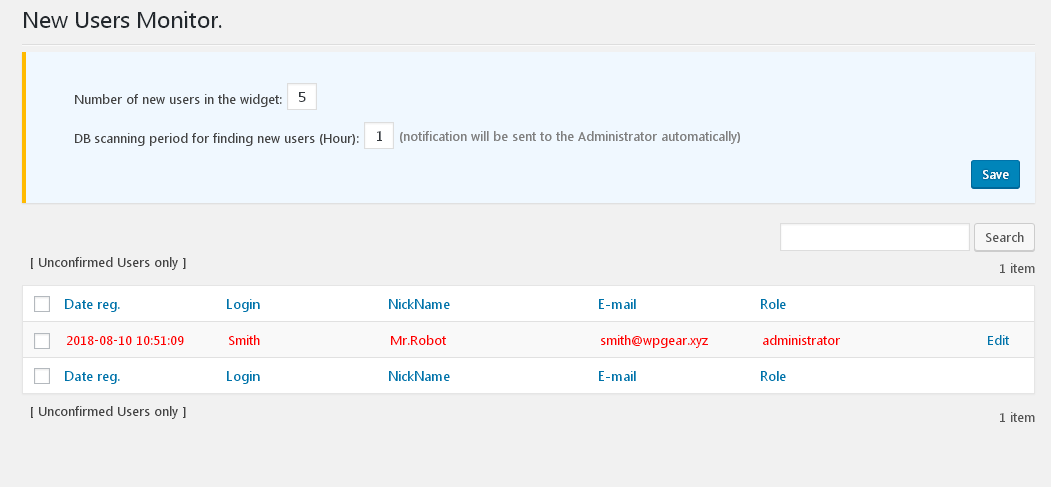 New Users Monitor.
Number of new users in the widget: 5
DB scanning period for finding new users (Hour): 1 (notification will be sent to the Administrator automatically)
Save
Search
[ Unconfirmed Users only ]
1 item
Date reg. Login NickName E-mail Role
2018-08-10 10:51:09 Smith Mr.Robot smith@wpgear.xyz administrator Edit
Date reg. Login NickName E-mail Role
[ Unconfirmed Users only ]
1 item